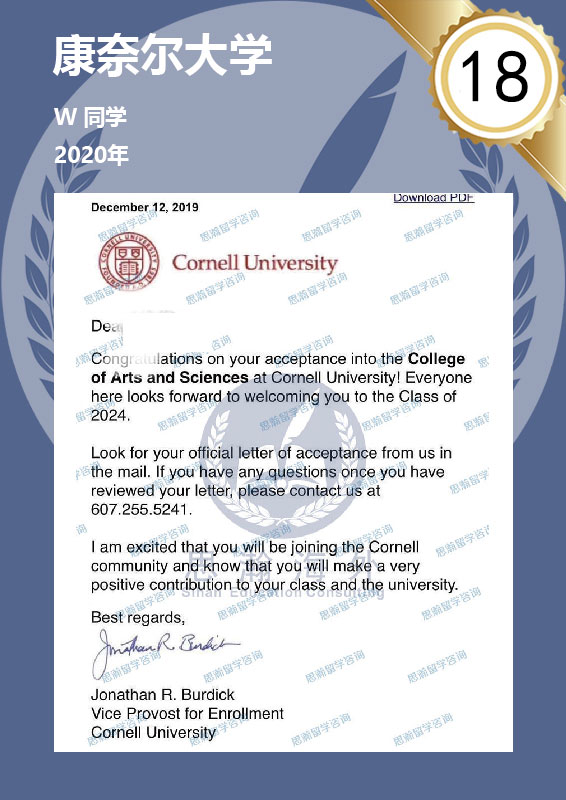 康奈尔大学
18
W 同学
2020年
Download PDF
December 12, 2019
Cornell University
Dear
Congratulations on your acceptance into the College
of Arts and Sciences at Cornell University! Everyone
here looks forward to welcoming you to the Class of
2024.
Look for your official letter of acceptance from us in
the mail. If you have any questions once you have
reviewed your letter, please contact us at
607.255.5241.
I am excited that you will be joining the Cornell
community and know that you will make a very
positive contribution to your class and the university.
思瀚海外
Sihan Education Consulting
Best regards,
Jonathan R. Burdick
Jonathan R. Burdick
Vice Provost for Enrollment
Cornell University
思瀚留学咨询